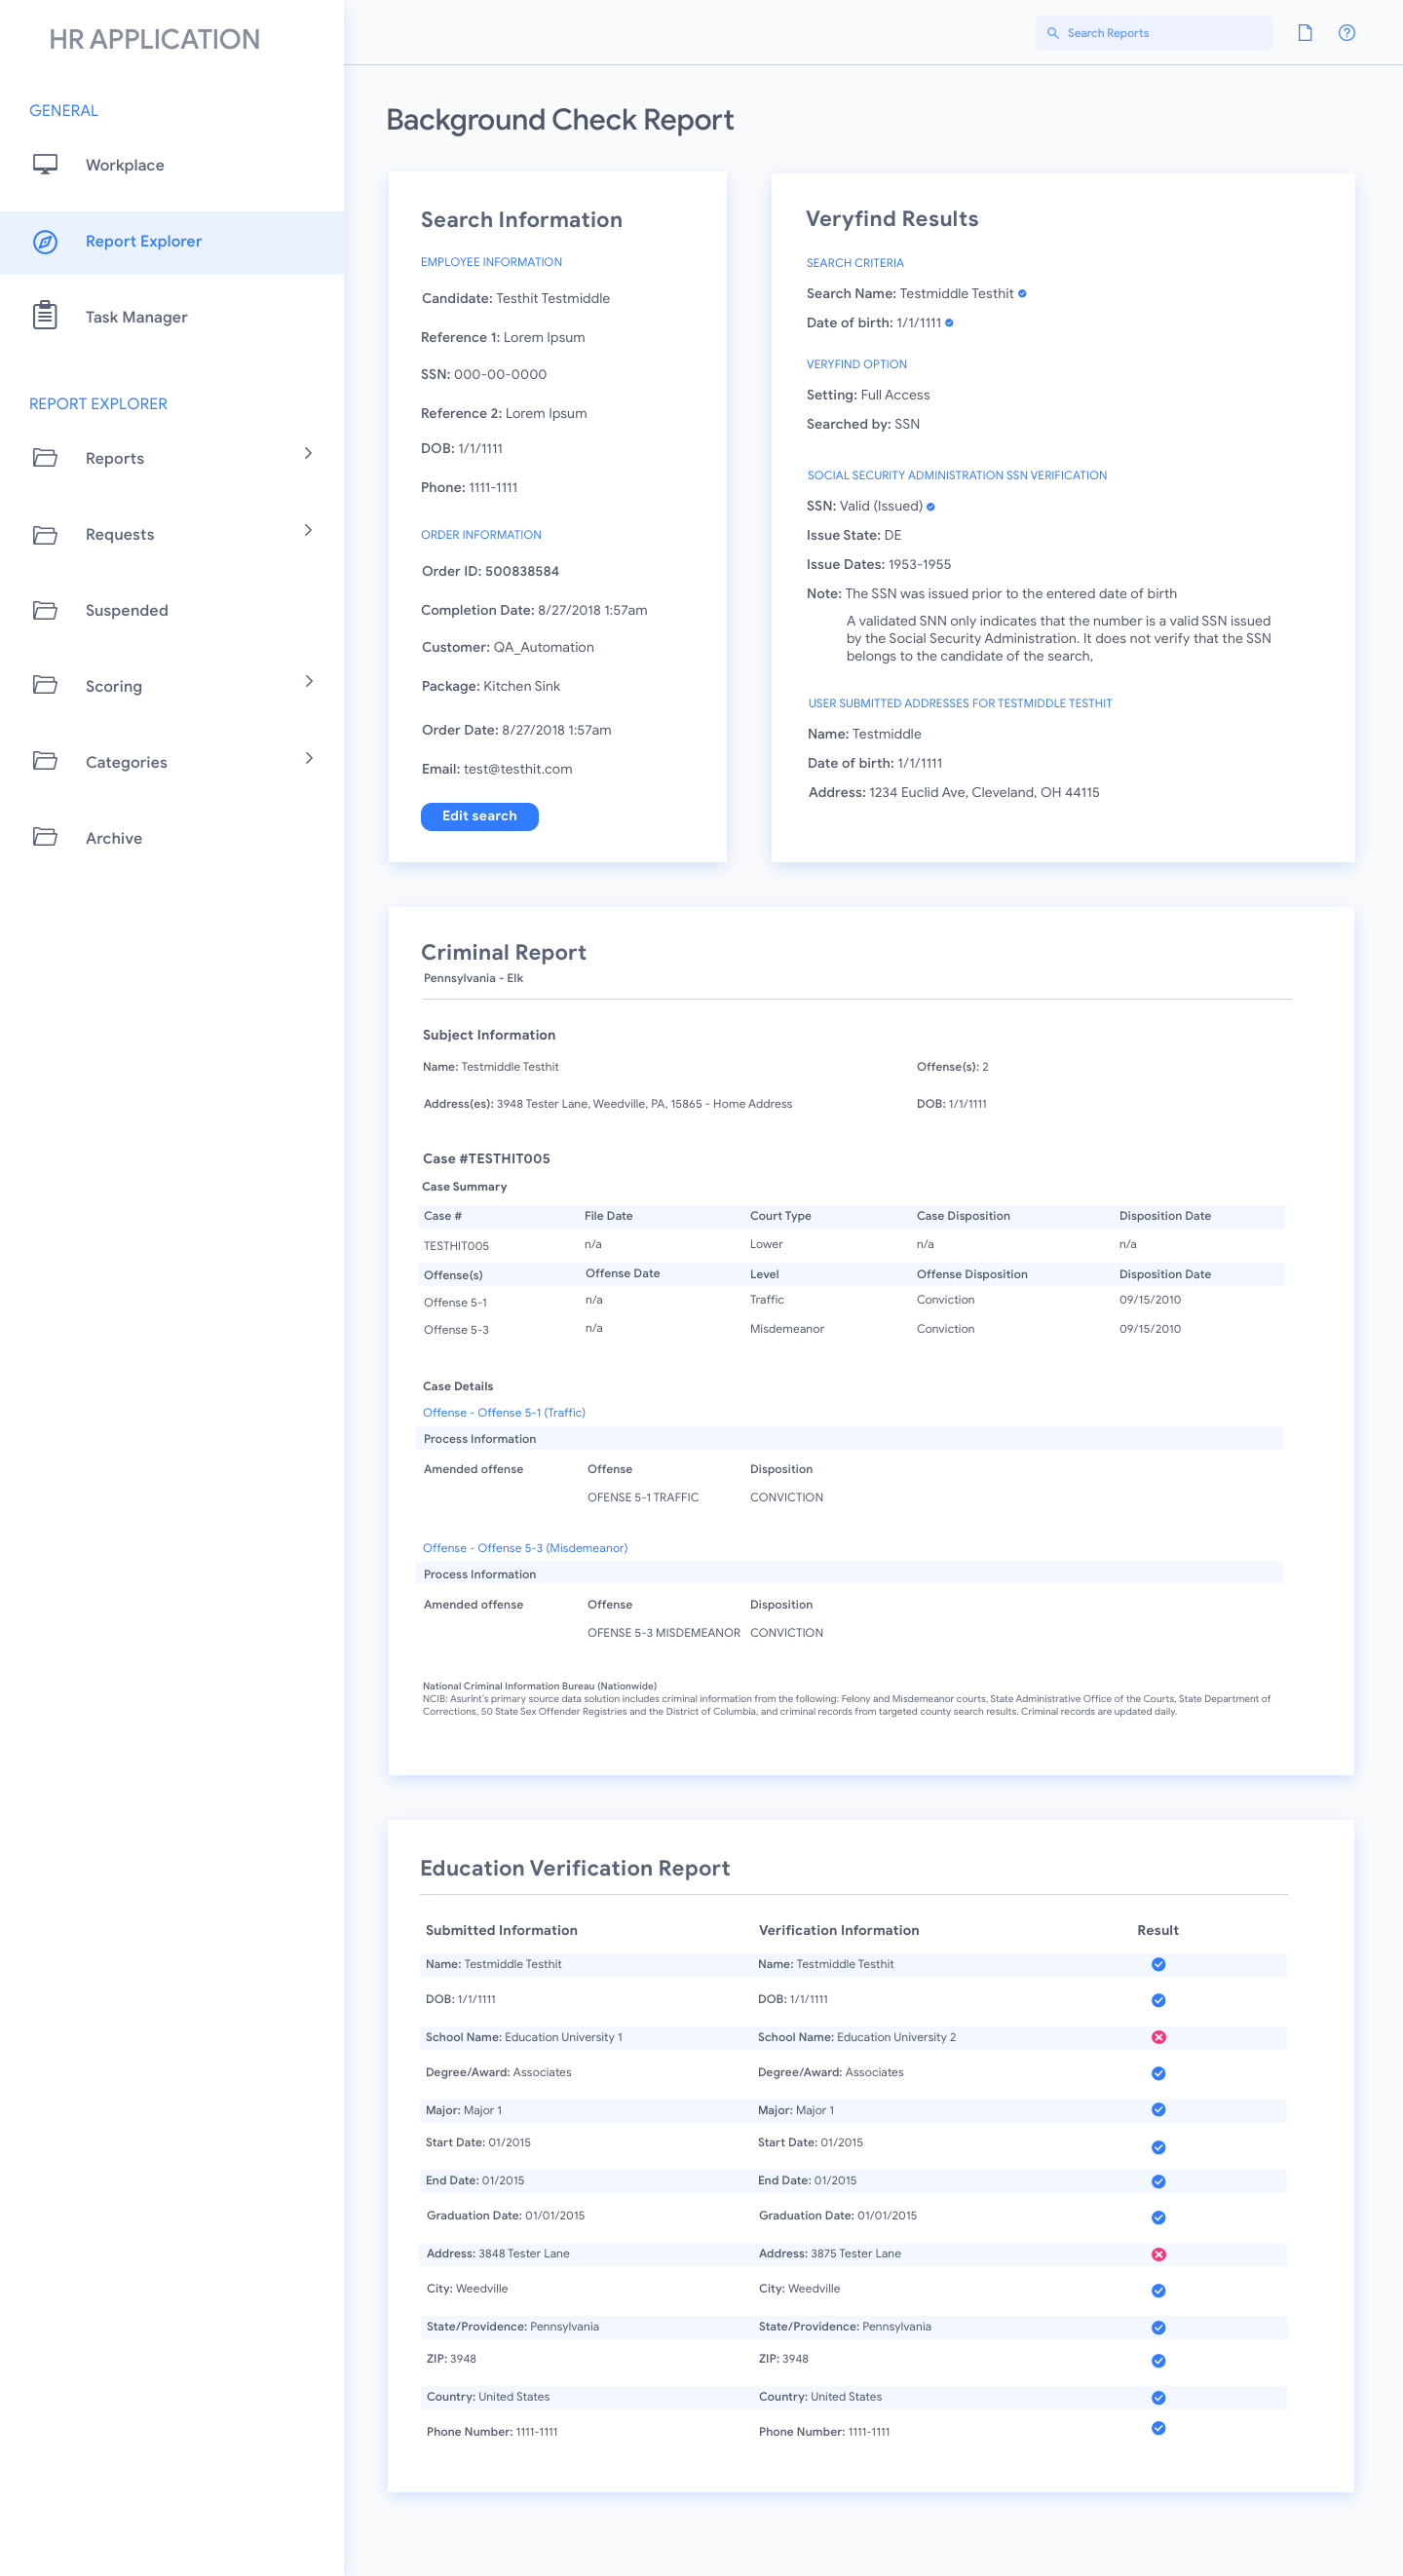 HR APPLICATION
GENERAL
Workplace
Report Explorer
Task Manager
REPORT EXPLORER
Reports
Requests
Suspended
Scoring
Categories
Archive
Search Reports
Background Check Report
Search Information
EMPLOYEE INFORMATION
Candidate: Testhit Testmiddle
Reference 1: Lorem Ipsum
SSN: 000-00-0000
Reference 2: Lorem Ipsum
DOB: 1/1/1111
Phone: 1111-1111
ORDER INFORMATION
Order ID: 500838584
Completion Date: 8/27/2018 1:57am
Customer: QA_Automation
Package: Kitchen Sink
Order Date: 8/27/2018 1:57am
Email: test@testhit.com
Edit search
Veryfind Results
SEARCH CRITERIA
Search Name: Testmiddle Testhit
Date of birth: 1/1/1111
VERYFIND OPTION
Setting: Full Access
Searched by: SSN
SOCIAL SECURITY ADMINISTRATION SSN VERIFICATION
SSN: Valid (Issued)
Issue State: DE
Issue Dates: 1953-1955
Note: The SSN was issued prior to the entered date of birth
A validated SNN only indicates that the number is a valid SSN issued
by the Social Security Administration. It does not verify that the SSN
belongs to the candidate of the search,
USER SUBMITTED ADDRESSES FOR TESTMIDDLE TESTHIT
Name: Testmiddle
Date of birth: 1/1/1111
Address: 1234 Euclid Ave, Cleveland, OH 44115
Criminal Report
Pennsylvania - Elk
Subject Information
Name: Testmiddle Testhit Offense(s): 2
Address(es): 3948 Tester Lane, Weedville, PA, 15865 - Home Address DOB: 1/1/1111
Case #TESTHIT005
Case Summary
Case # File Date Court Type Case Disposition Disposition Date
TESTHIT005 n/a Lower n/a n/a
Offense(s) Offense Date Level Offense Disposition Disposition Date
Offense 5-1 n/a Traffic Conviction 09/15/2010
Offense 5-3 n/a Misdemeanor Conviction 09/15/2010
Case Details
Offense - Offense 5-1 (Traffic)
Process Information
Amended offense Offense Disposition
OFENSE 5-1 TRAFFIC CONVICTION
Offense - Offense 5-3 (Misdemeanor)
Process Information
Amended offense Offense Disposition
OFENSE 5-3 MISDEMEANOR CONVICTION
National Criminal Information Bureau (Nationwide)
NCIB: Asurint's primary source data solution includes criminal information from the following: Felony and Misdemeanor courts, State Administrative Office of the Courts, State Department of
Corrections, 50 State Sex Offender Registries and the District of Columbia, and criminal records from targeted county search results. Criminal records are updated daily.
Education Verification Report
Submitted Information Verification Information Result
Name: Testmiddle Testhit Name: Testmiddle Testhit
DOB: 1/1/1111 DOB: 1/1/1111
School Name: Education University 1 School Name: Education University 2
Degree/Award: Associates Degree/Award: Associates
Major: Major 1 Major: Major 1
Start Date: 01/2015 Start Date: 01/2015
End Date: 01/2015 End Date: 01/2015
Graduation Date: 01/01/2015 Graduation Date: 01/01/2015
Address: 3848 Tester Lane Address: 3875 Tester Lane
City: Weedville City: Weedville
State/Providence: Pennsylvania State/Providence: Pennsylvania
ZIP: 3948 ZIP: 3948
Country: United States Country: United States
Phone Number: 1111-1111 Phone Number: 1111-1111